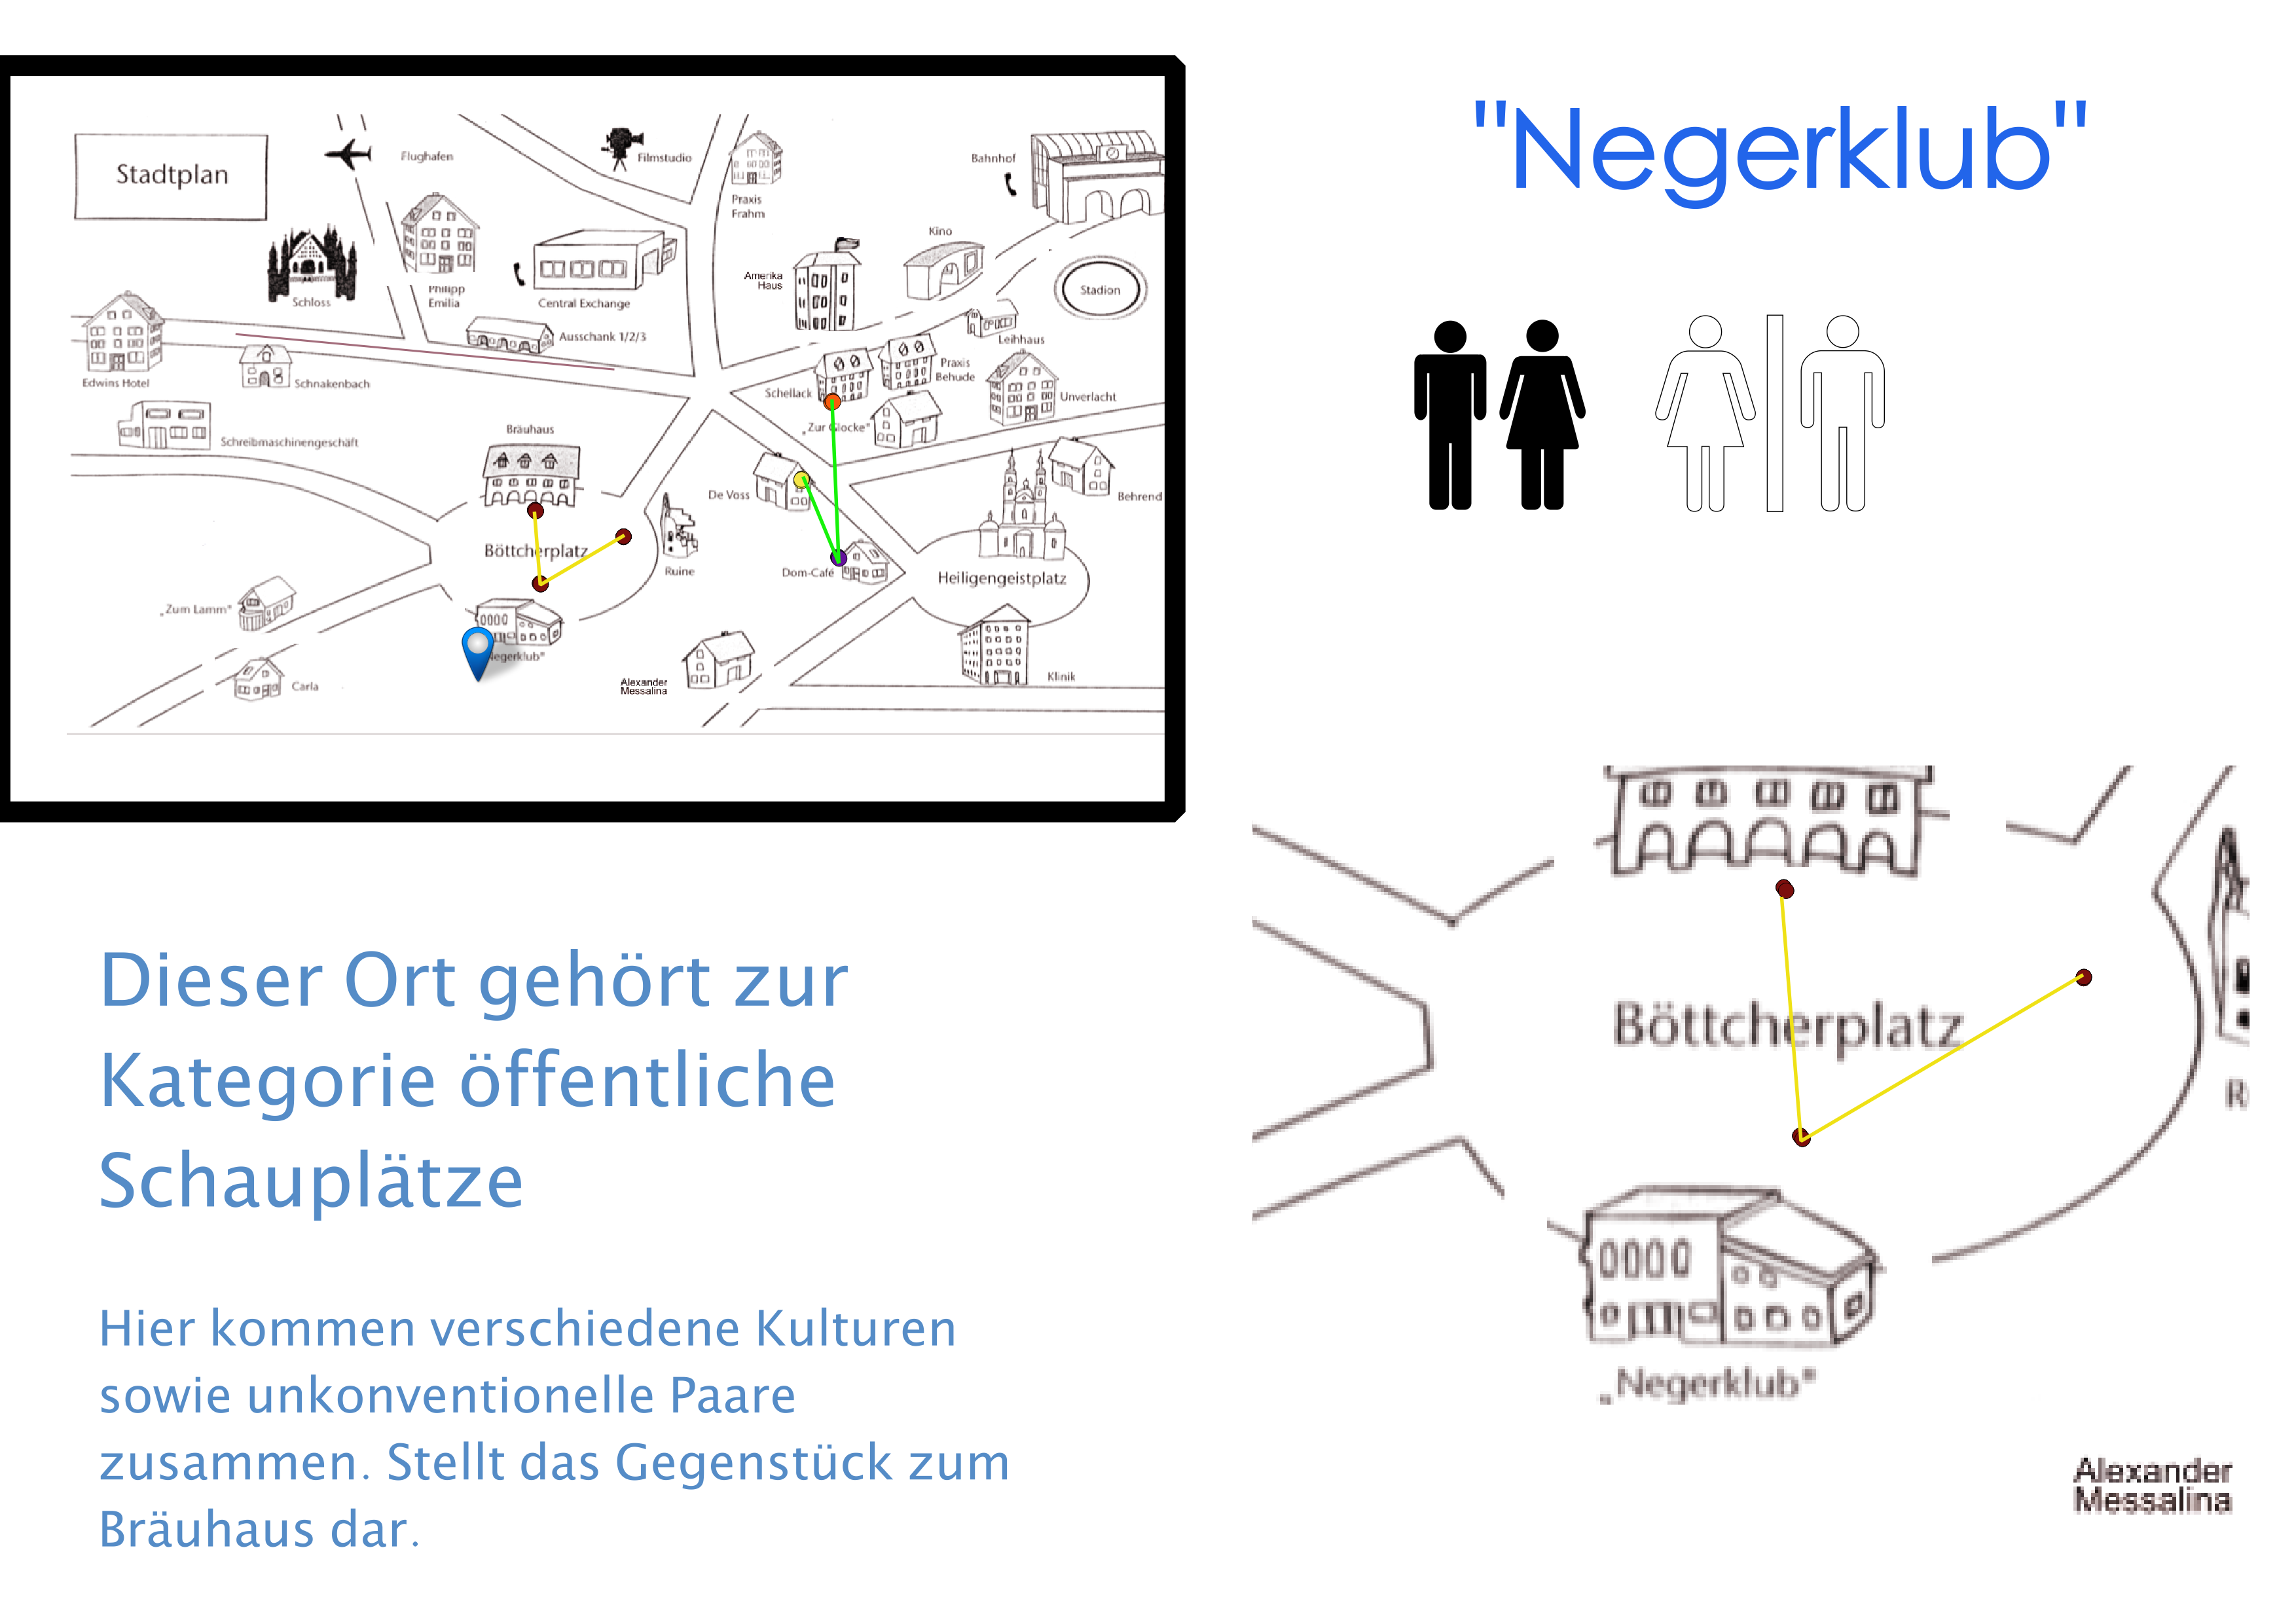 Stadtplan
Flughafen
Filmstudio
Praxis
Frahm
Bahnhof
Kino
Amerika
Haus
Stadion
Schloss
Philipp
Emilia
Central Exchange
Ausschank 1/2/3
Leihhaus
Edwins Hotel
Schnakenbach
Schellack
Praxis
Behude
Unverlacht
Schreibmaschinengeschäft
Bräuhaus
„Zur Glocke"
De Voss
Behrend
Böttcherplatz
Ruine
Dom-Café
Heiligengeistplatz
„Zum Lamm"
Negerklub"
Carla
Alexander
Messalina
Klinik
"Negerklub"
Dieser Ort gehört zur
Kategorie öffentliche
Schauplätze
Hier kommen verschiedene Kulturen
sowie unkonventionelle Paare
zusammen. Stellt das Gegenstück zum
Bräuhaus dar.
Böttcherplatz
R
„Negerklub"
Alexander
Messalina